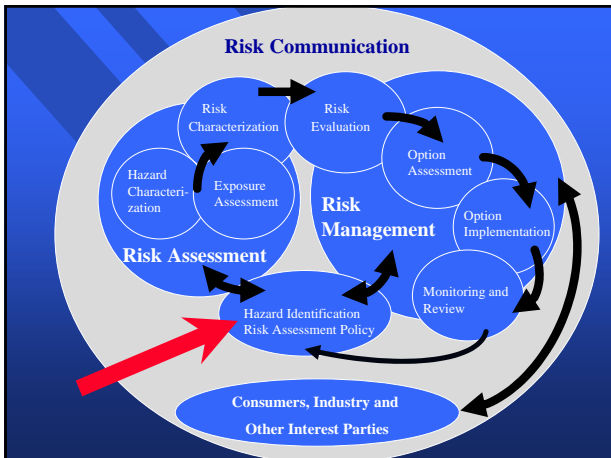 Risk Communication
Risk
Characterization
Risk
Evaluation
Hazard
Characteri-
zation
Exposure
Assessment
Option
Assessment
Risk Assessment
Risk
Management
Option
Implementation
Monitoring and
Review
Hazard Identification
Risk Assessment Policy
Consumers, Industry and
Other Interest Parties